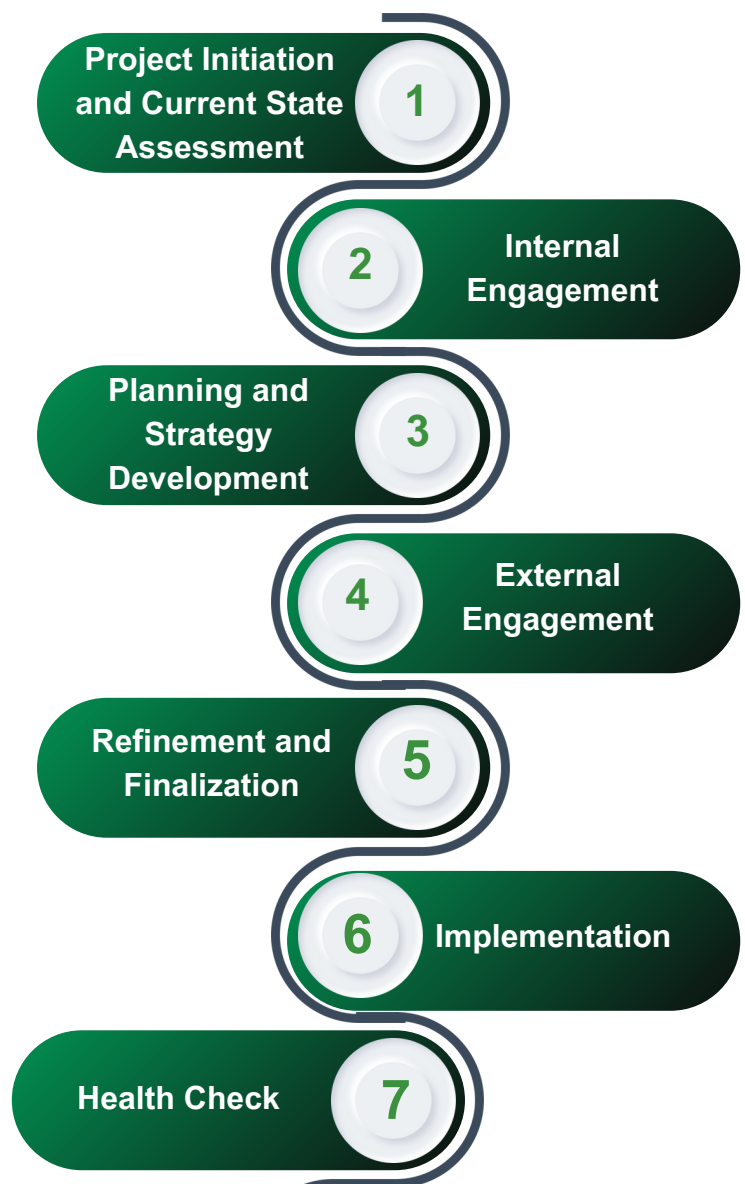 Project Initiation
and Current State
Assessment
1
2
Internal
Engagement
Planning and
Strategy
Development
3
4
External
Engagement
Refinement and
Finalization
5
6
Implementation
Health Check
7